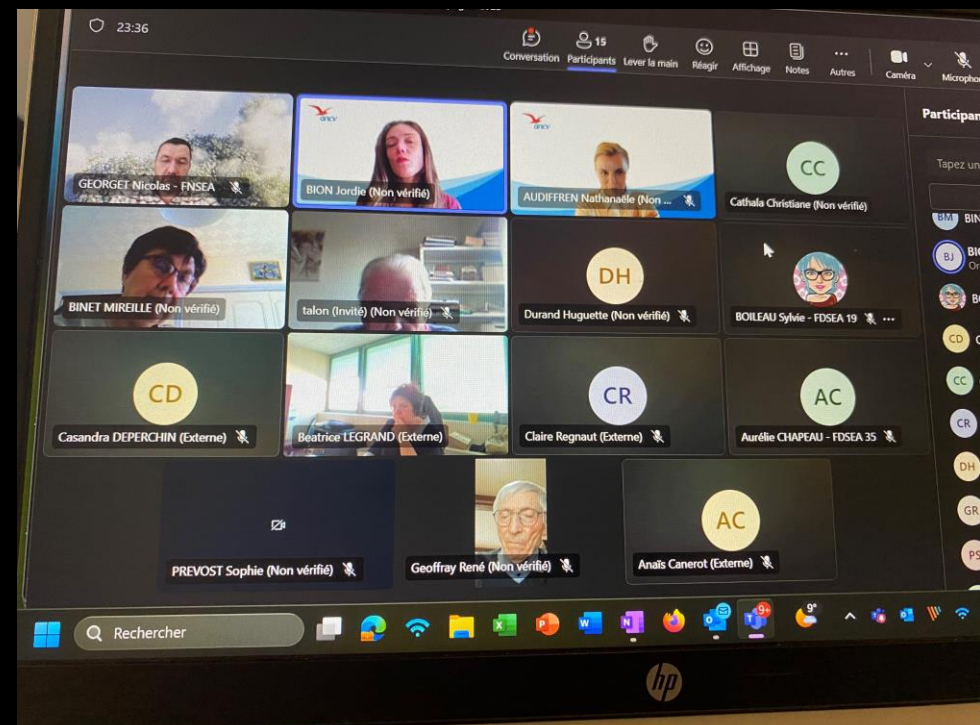 23:36
15
Conversation Participants Lever la main Réagir Affichage Notes Autres Caméra
Participan
Tapez un
ancv
ancv
GEORGET Nicolas - FNSEA
BION Jordie (Non vérifié)
AUDIFFREN Nathanaële (Non ...
CC
Cathala Christiane (Non vérifié)
BINET MIREILLE (Non vérifié)
talon (Invité) (Non vérifié)
DH
Durand Huguette (Non vérifié)
BOILEAU Sylvie - FDSEA 19 ...
CD
Casandra DEPERCHIN (Externe)
Beatrice LEGRAND (Externe)
CR
Claire Regnaut (Externe)
AC
Aurélie CHAPEAU - FDSEA 35
PREVOST Sophie (Non vérifié)
Geoffray René (Non vérifié)
AC
Anaïs Canerot (Externe)
BM BIN
BJ
CD
CC
CR
DH
GR
PS
Rechercher
9+
9°
hp